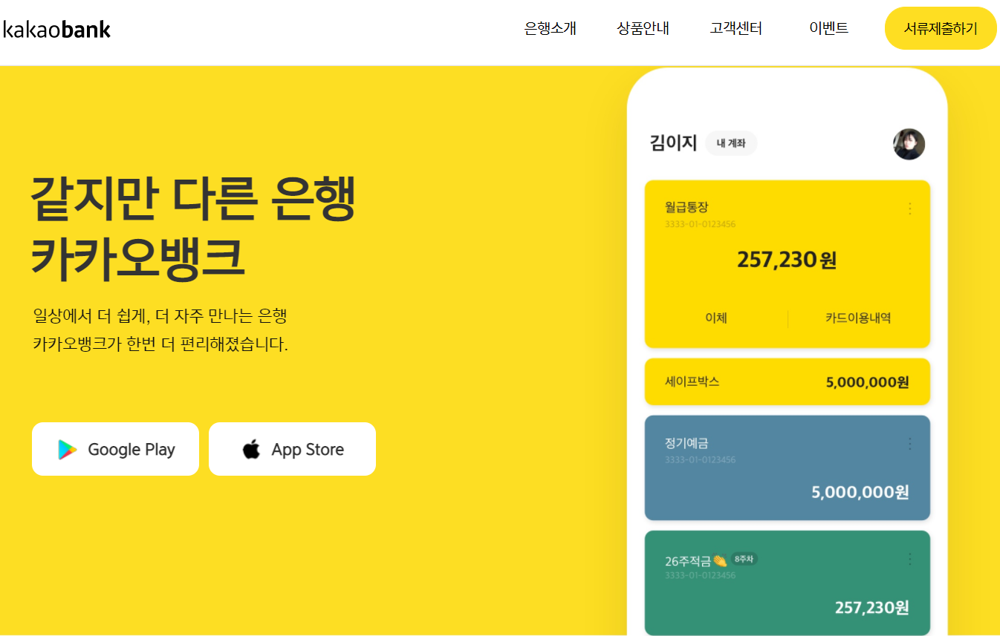 kakaobank
은행소개 상품안내 고객센터 이벤트 서류제출하기
같지만 다른 은행
카카오뱅크
일상에서 더 쉽게, 더 자주 만나는 은행
카카오뱅크가 한번 더 편리해졌습니다.
Google Play App Store
김이지 내 계좌
월급통장
3333-01-0123456
257,230원
이체 카드이용내역
세이프박스 5,000,000원
정기예금
3333-01-0123456
5,000,000원
26주적금👏 8주차
3333-01-0123456
257,230원